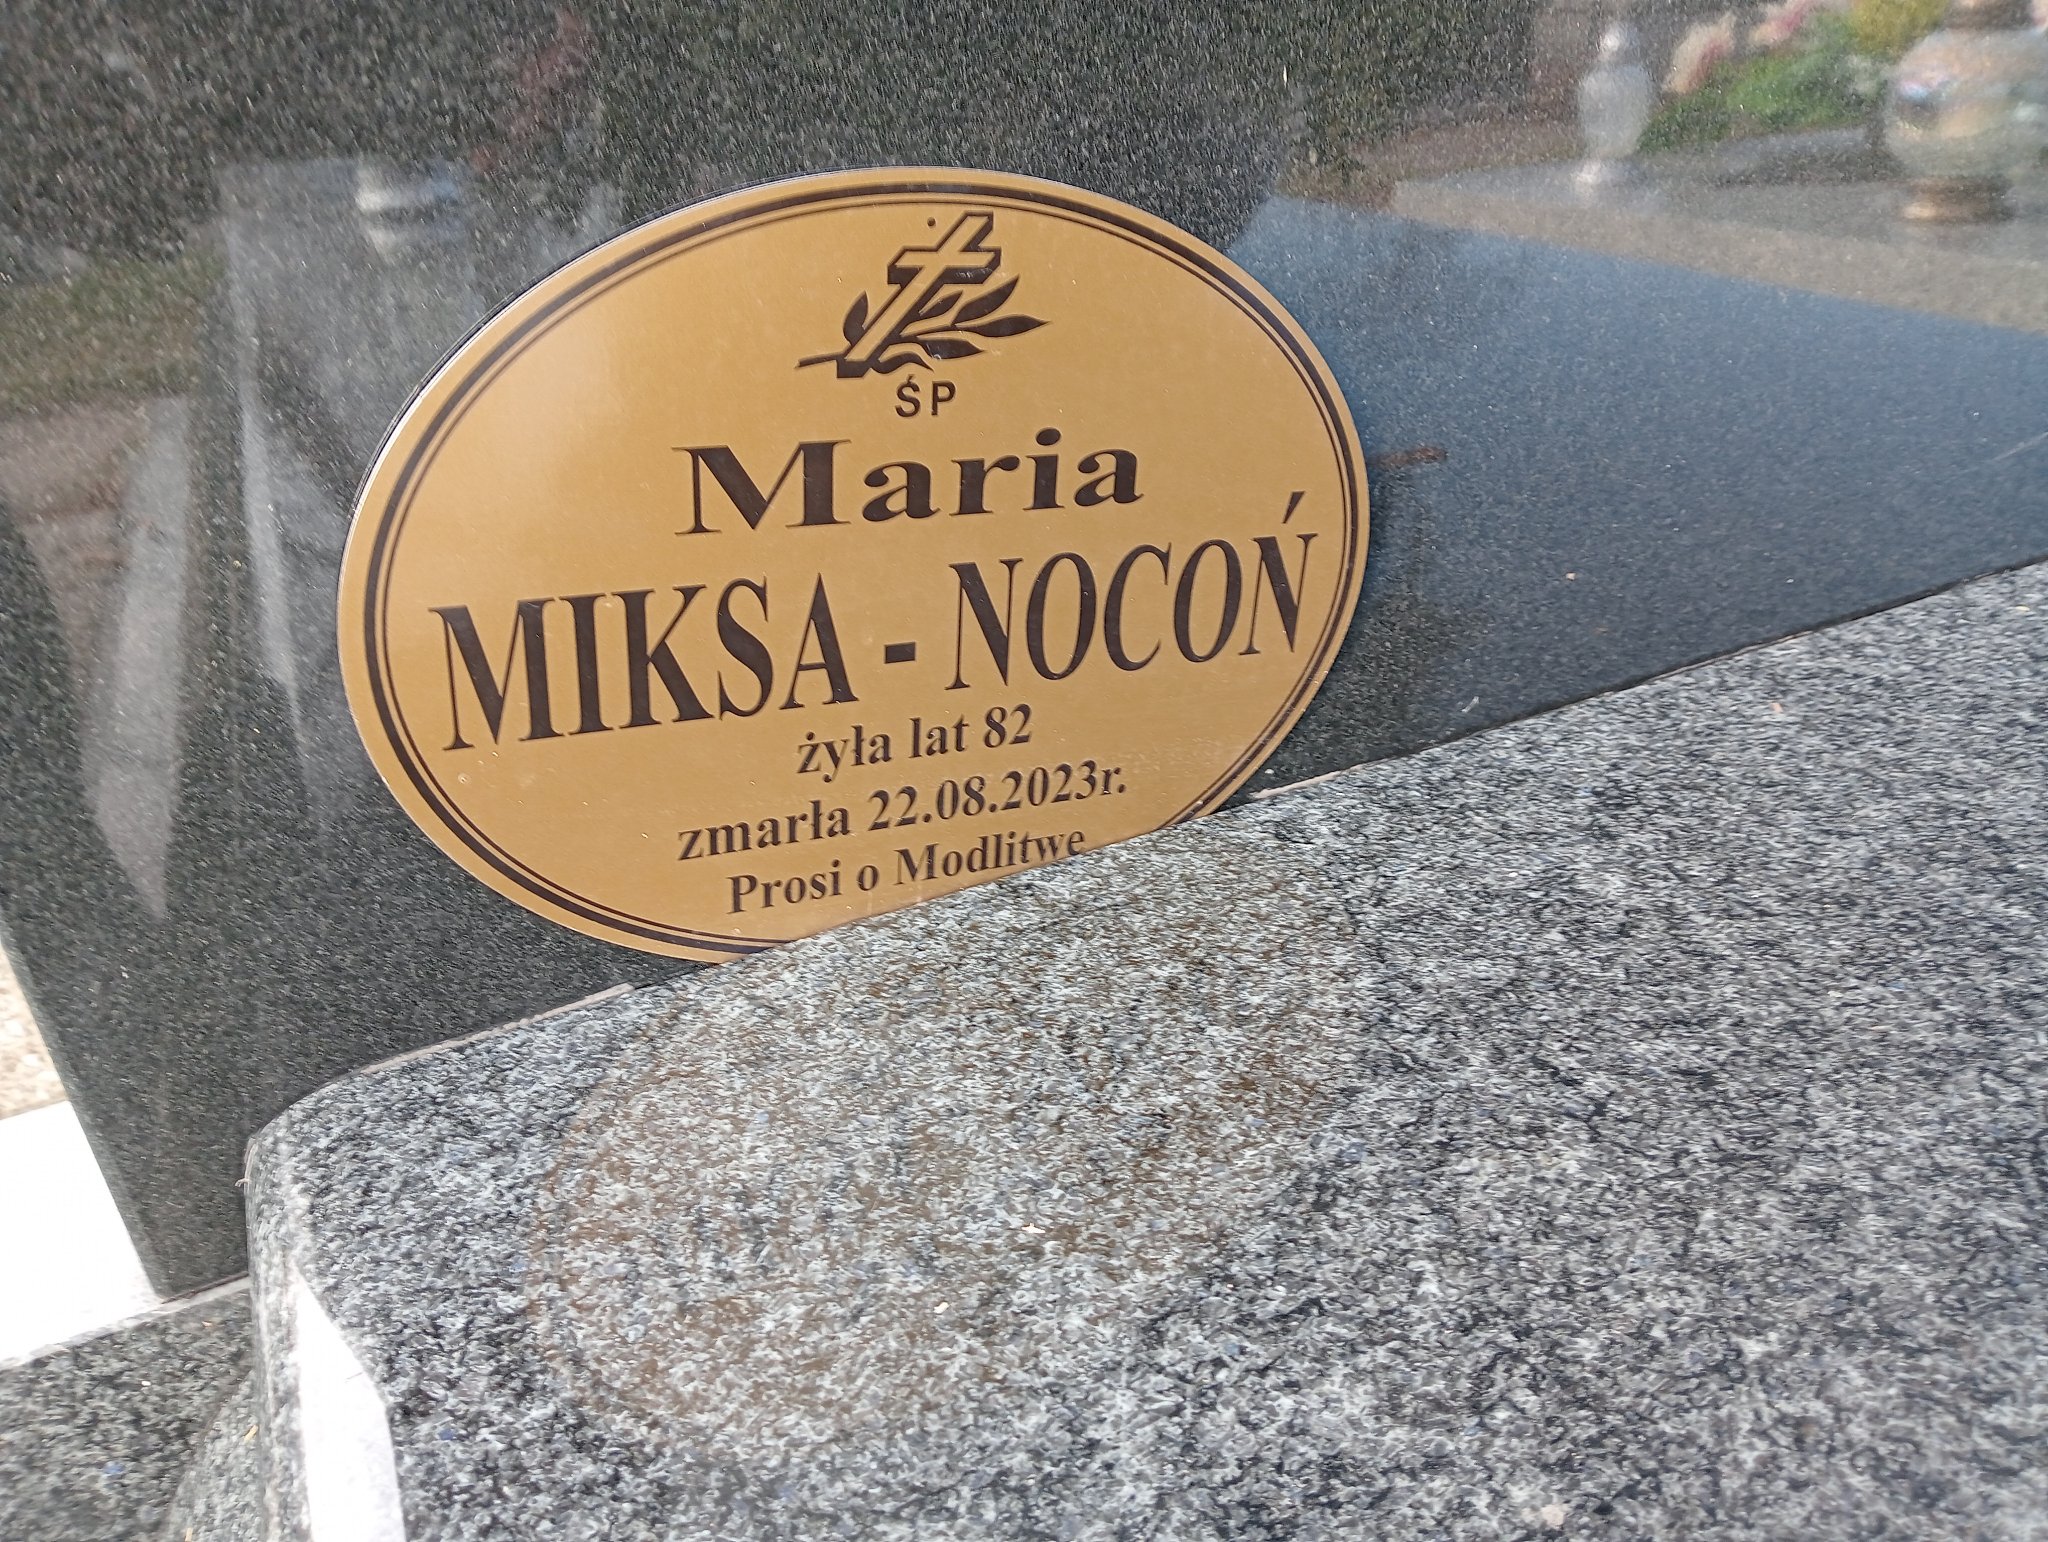 ŚP
Maria
MIKSA - NOCOŃ
żyła lat 82
zmarła 22.08.2023r.
Prosi o Modlitwe